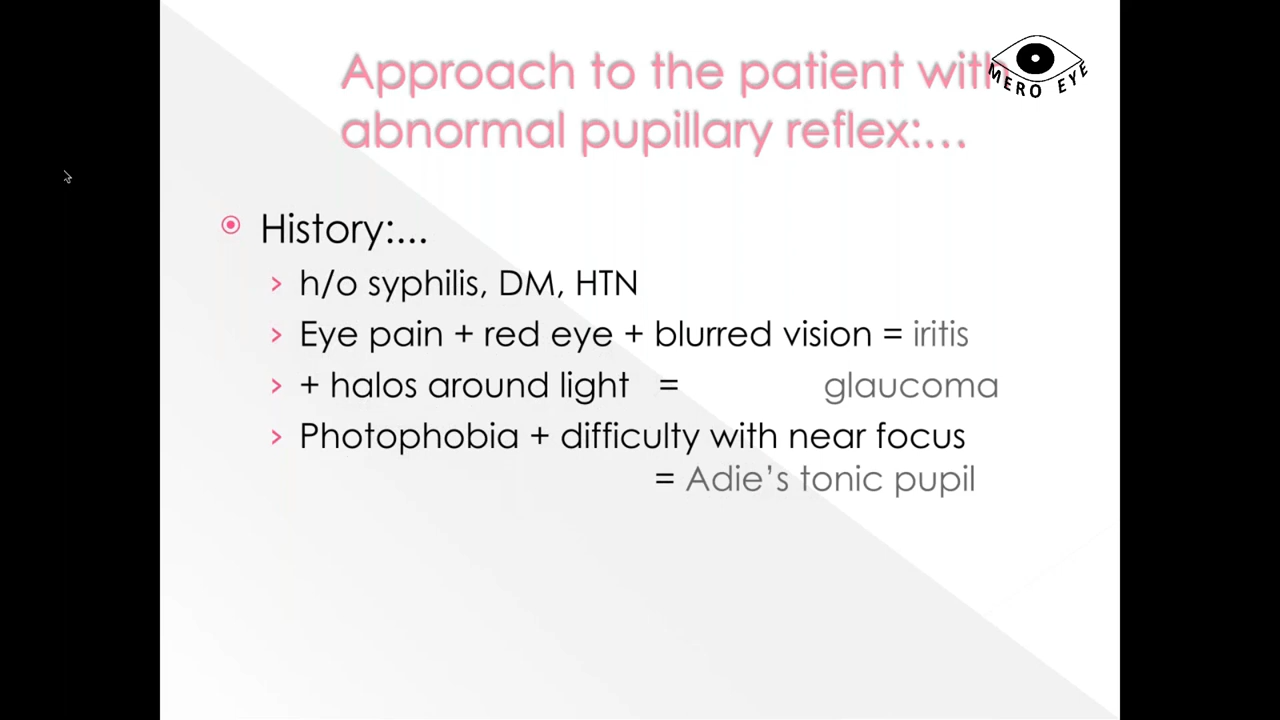 Approach to the patient with
abnormal pupillary reflex:...
MERO EYE
History:...
h/o syphilis, DM, HTN
Eye pain + red eye + blurred vision = iritis
+ halos around light = glaucoma
Photophobia + difficulty with near focus
= Adie's tonic pupil